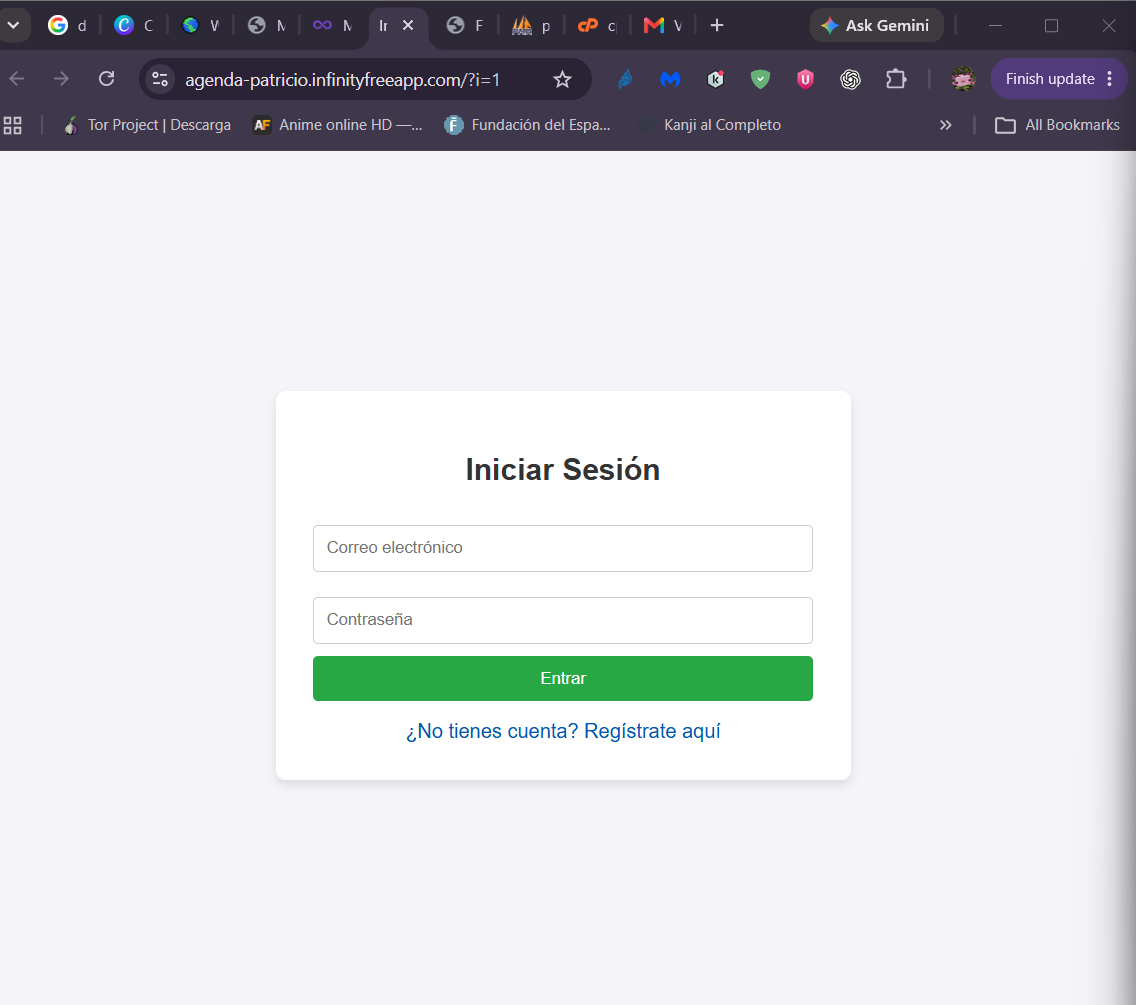 d C W M M Ir F p c V Ask Gemini
agenda-patricio.infinityfreeapp.com/?i=1 Finish update
Tor Project | Descarga Anime online HD —... Fundación del Espa... Kanji al Completo All Bookmarks
Iniciar Sesión
Correo electrónico
Contraseña
Entrar
¿No tienes cuenta? Regístrate aquí